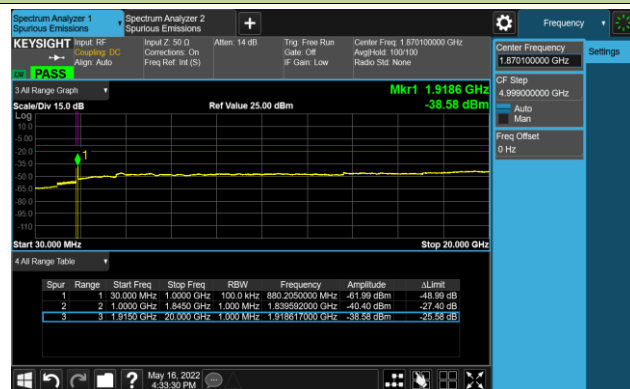 Spectrum Analyzer 1
Spurious Emissions
Spectrum Analyzer 2
Spurious Emissions
+
Frequency
KEYSIGHT
Input: RF
Coupling: DC
Align: Auto
Input Z: 50 Ω
Corrections: On
Freq Ref: Int (S)
Atten: 14 dB
Trig: Free Run
Gate: Off
IF Gain: Low
Center Freq: 1.870100000 GHz
Avg|Hold: 100/100
Radio Std: None
PASS
Center Frequency
1.870100000 GHz
Settings
CF Step
4.999000000 GHz
Auto
Man
Freq Offset
0 Hz
3 All Range Graph
Mkr1 1.9186 GHz
-38.58 dBm
Scale/Div 15.0 dB
Ref Value 25.00 dBm
Log
10.0
-5.00
-20.0
-35.0
-50.0
-65.0
-80.0
-95.0
-110
1
Start 30.000 MHz
Stop 20.000 GHz
4 All Range Table
Spur Range Start Freq Stop Freq RBW Frequency Amplitude ΔLimit
1 1 30.000 MHz 1.0000 GHz 100.0 kHz 880.2050000 MHz -61.99 dBm -48.99 dB
2 2 1.0000 GHz 1.8450 GHz 1.000 MHz 1.839592000 GHz -40.40 dBm -27.40 dB
3 3 1.9150 GHz 20.000 GHz 1.000 MHz 1.918617000 GHz -38.58 dBm -25.58 dB
?
May 16, 2022
4:33:30 PM